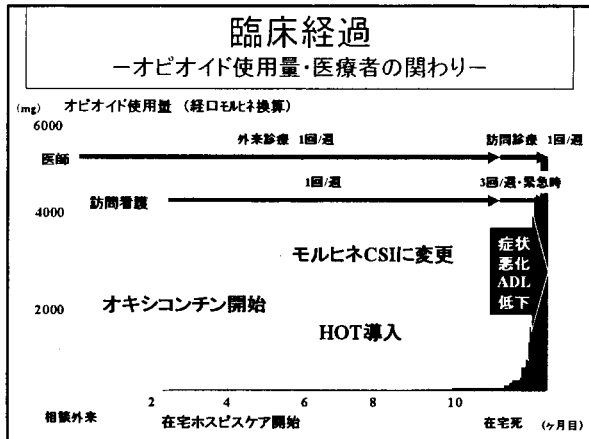 臨床経過
－オピオイド使用量・医療者の関わり－
(mg) オピオイド使用量 (経口モルヒネ換算)
6000
外来診療 1回/週 訪問診療 1回/週
医師
1回/週 3回/週・緊急時
訪問看護
4000
モルヒネCSIに変更
症状
悪化
ADL
低下
オキシコンチン開始
2000
HOT導入
2 4 6 8 10
相談外来 在宅ホスピスケア開始 在宅死 (ヶ月目)